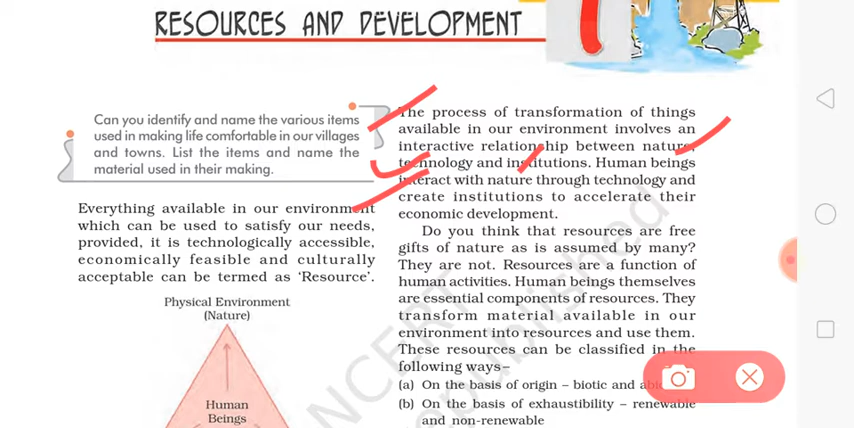 RESOURCES AND DEVELOPMENT
Can you identify and name the various items
used in making life comfortable in our villages
and towns. List the items and name the
material used in their making.
Everything available in our environment
which can be used to satisfy our needs,
provided, it is technologically accessible,
economically feasible and culturally
acceptable can be termed as ‘Resource’.
Physical Environment
(Nature)
Human
Beings
The process of transformation of things
available in our environment involves an
interactive relationship between nature,
technology and institutions. Human beings
interact with nature through technology and
create institutions to accelerate their
economic development.
Do you think that resources are free
gifts of nature as is assumed by many?
They are not. Resources are a function of
human activities. Human beings themselves
are essential components of resources. They
transform material available in our
environment into resources and use them.
These resources can be classified in the
following ways–
(a) On the basis of origin – biotic and
(b) On the basis of exhaustibility – renewable
and non-renewable
NCERT
republished